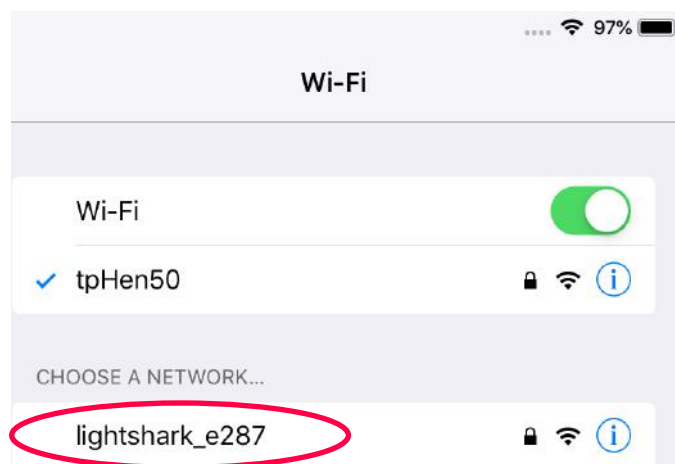 97%
Wi-Fi
Wi-Fi
tpHen50
CHOOSE A NETWORK...
lightshark_e287